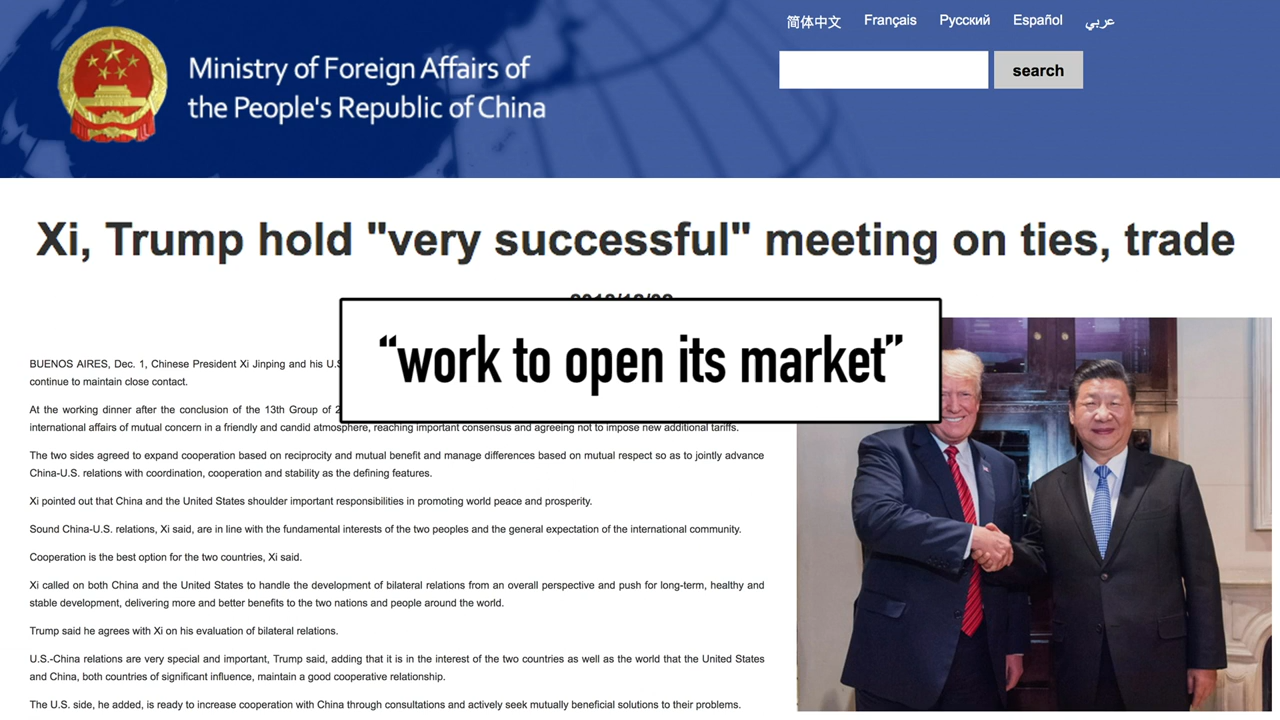 简体中文 Français Русский Español عربي
Ministry of Foreign Affairs of
the People's Republic of China
search
Xi, Trump hold "very successful" meeting on ties, trade
“work to open its market”
BUENOS AIRES, Dec. 1, Chinese President Xi Jinping and his U.S.
continue to maintain close contact.
At the working dinner after the conclusion of the 13th Group of
international affairs of mutual concern in a friendly and candid atmosphere, reaching important consensus and agreeing not to impose new additional tariffs.
The two sides agreed to expand cooperation based on reciprocity and mutual benefit and manage differences based on mutual respect so as to jointly advance
China-U.S. relations with coordination, cooperation and stability as the defining features.
Xi pointed out that China and the United States shoulder important responsibilities in promoting world peace and prosperity.
Sound China-U.S. relations, Xi said, are in line with the fundamental interests of the two peoples and the general expectation of the international community.
Cooperation is the best option for the two countries, Xi said.
Xi called on both China and the United States to handle the development of bilateral relations from an overall perspective and push for long-term, healthy and
stable development, delivering more and better benefits to the two nations and people around the world.
Trump said he agrees with Xi on his evaluation of bilateral relations.
U.S.-China relations are very special and important, Trump said, adding that it is in the interest of the two countries as well as the world that the United States
and China, both countries of significant influence, maintain a good cooperative relationship.
The U.S. side, he added, is ready to increase cooperation with China through consultations and actively seek mutually beneficial solutions to their problems.